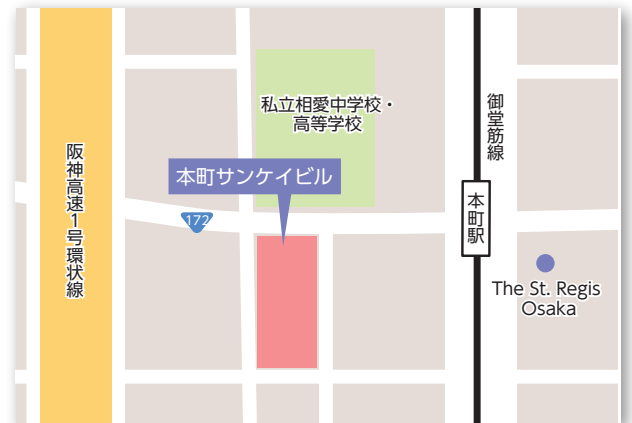 私立相愛中学校・
高等学校
御堂筋線
阪神高速1号環状線
本町サンケイビル
172
本町駅
The St. Regis
Osaka